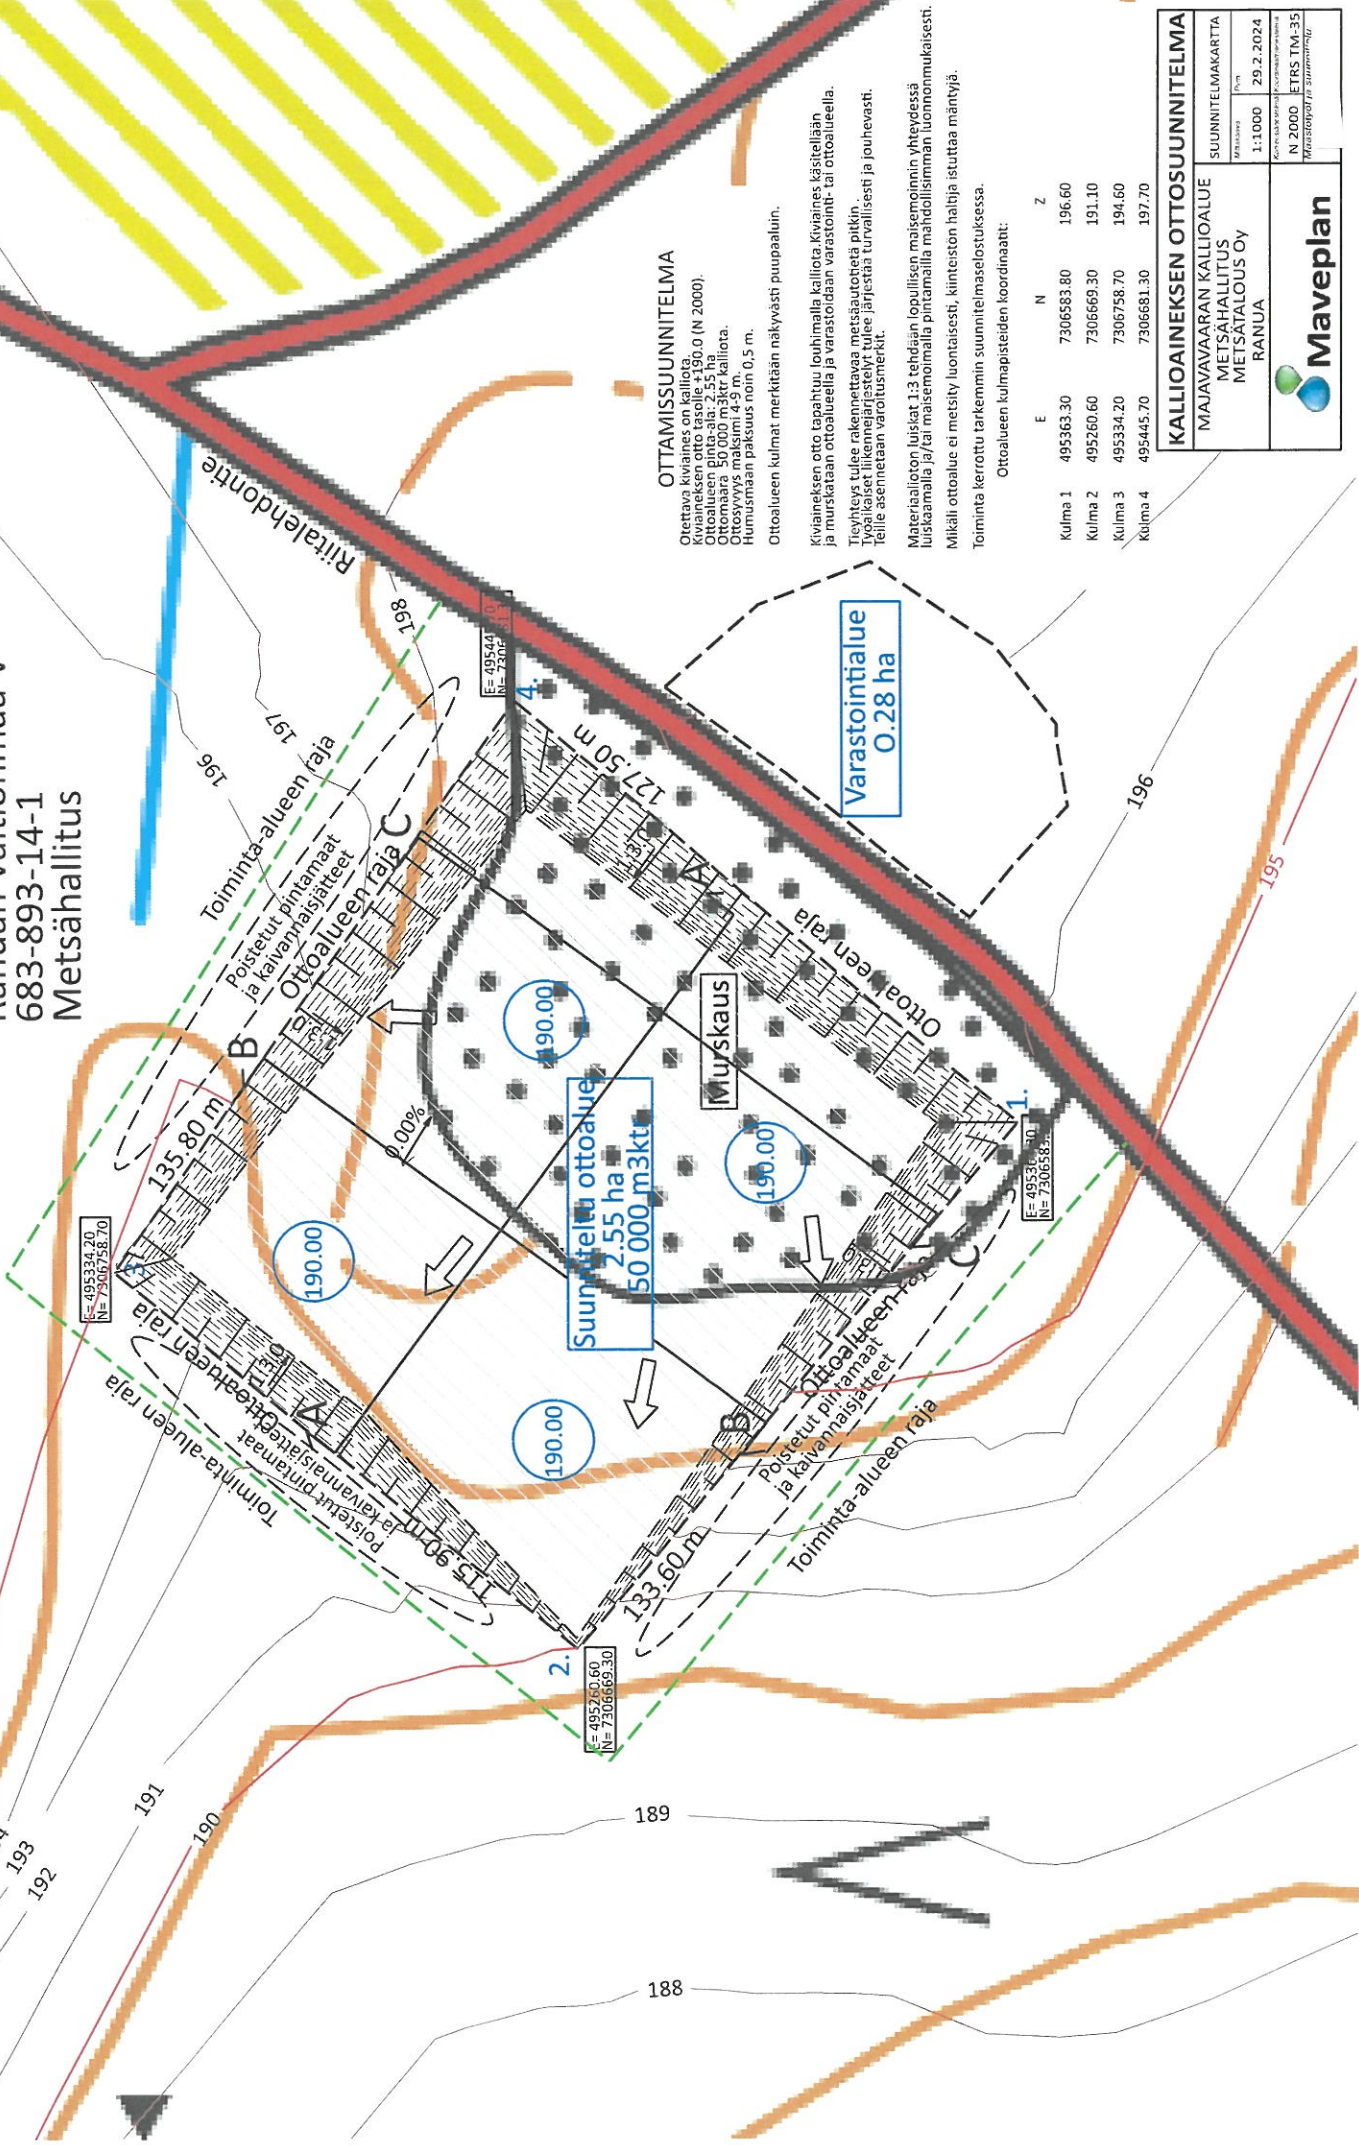 683-893-14-1
Metsähallitus
Riitalehdontie
198
197
196
Toiminta-alueen raja
Poistetut pintamaat
ja kaivannaisjätteet
Ottoalueen raja
C
B
135.80 m
E= 495334.20
N= 7306758.70
3.
4.
127.50 m
A
Ottoalueen raja
Murskaus
190.00
0.00%
Suunniteltu ottoalue
2.55 ha
50 000 m3ktr
190.00
190.00
190.00
1.
C
Ottoalueen raja
Poistetut pintamaat
ja kaivannaisjätteet
Toiminta-alueen raja
B
133.60 m
A
Ottoalueen raja
Poistetut pintamaat
ja kaivannaisjätteet
Toiminta-alueen raja
115.90 m
2.
E= 495260.60
N= 7306669.30
Varastointialue
0.28 ha
196
195
193
192
191
190
189
188
OTTAMISSUUNNITELMA
Otettava kiviaines on kalliota.
Kiviaineksen otto tasolle +190.0 (N 2000).
Ottoalueen pinta-ala: 2.55 ha
Ottomäärä 50 000 m3ktr kalliota.
Ottosyvyys maksimi 4-9 m.
Humusmaan paksuus noin 0,5 m.
Ottoalueen kulmat merkitään näkyvästi puupaaluin.
Kiviaineksen otto tapahtuu louhimalla kalliota.Kiviaines käsitellään
ja murskataan ottoalueella ja varastoidaan varastointi- tai ottoalueella.
Tieyhteys tulee rakennettavaa metsäautotietä pitkin.
Työaikaiset liikennejärjestelyt tulee järjestää turvallisesti ja jouhevasti.
Teille asennetaan varoitusmerkit.
Materiaalioton luiskat 1:3 tehdään lopullisen maisemoinnin yhteydessä
luiskaamalla ja/tai maisemoimalla pintamailla mahdollisimman luonnonmukaisesti.
Mikäli ottoalue ei metsity luontaisesti, kiinteistön haltija istuttaa mäntyjä.
Toiminta kerrottu tarkemmin suunnitelmaselostuksessa.
Ottoalueen kulmapisteiden koordinaatit:
E N Z
Kulma 1 495363.30 7306583.80 196.60
Kulma 2 495260.60 7306669.30 191.10
Kulma 3 495334.20 7306758.70 194.60
Kulma 4 495445.70 7306681.30 197.70
KALLIOAINEKSEN OTTOSUUNNITELMA
MAJAVAVAARAN KALLIOALUE
METSÄHALLITUS
METSÄTALOUS Oy
RANUA
SUUNNITELMAKARTTA
Mittakaava Pvm
1:1000 29.2.2024
N 2000 ETRS TM-35
Maastotyöt ja suunnittelu
Maveplan